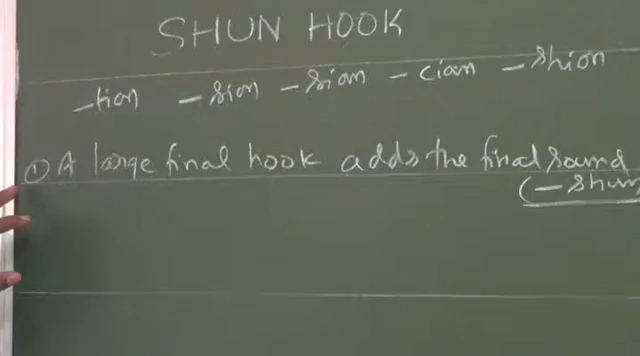 SHUN HOOK
-tion -sion -sian -cian -shion
① A large final hook adds the final sound
(-shun